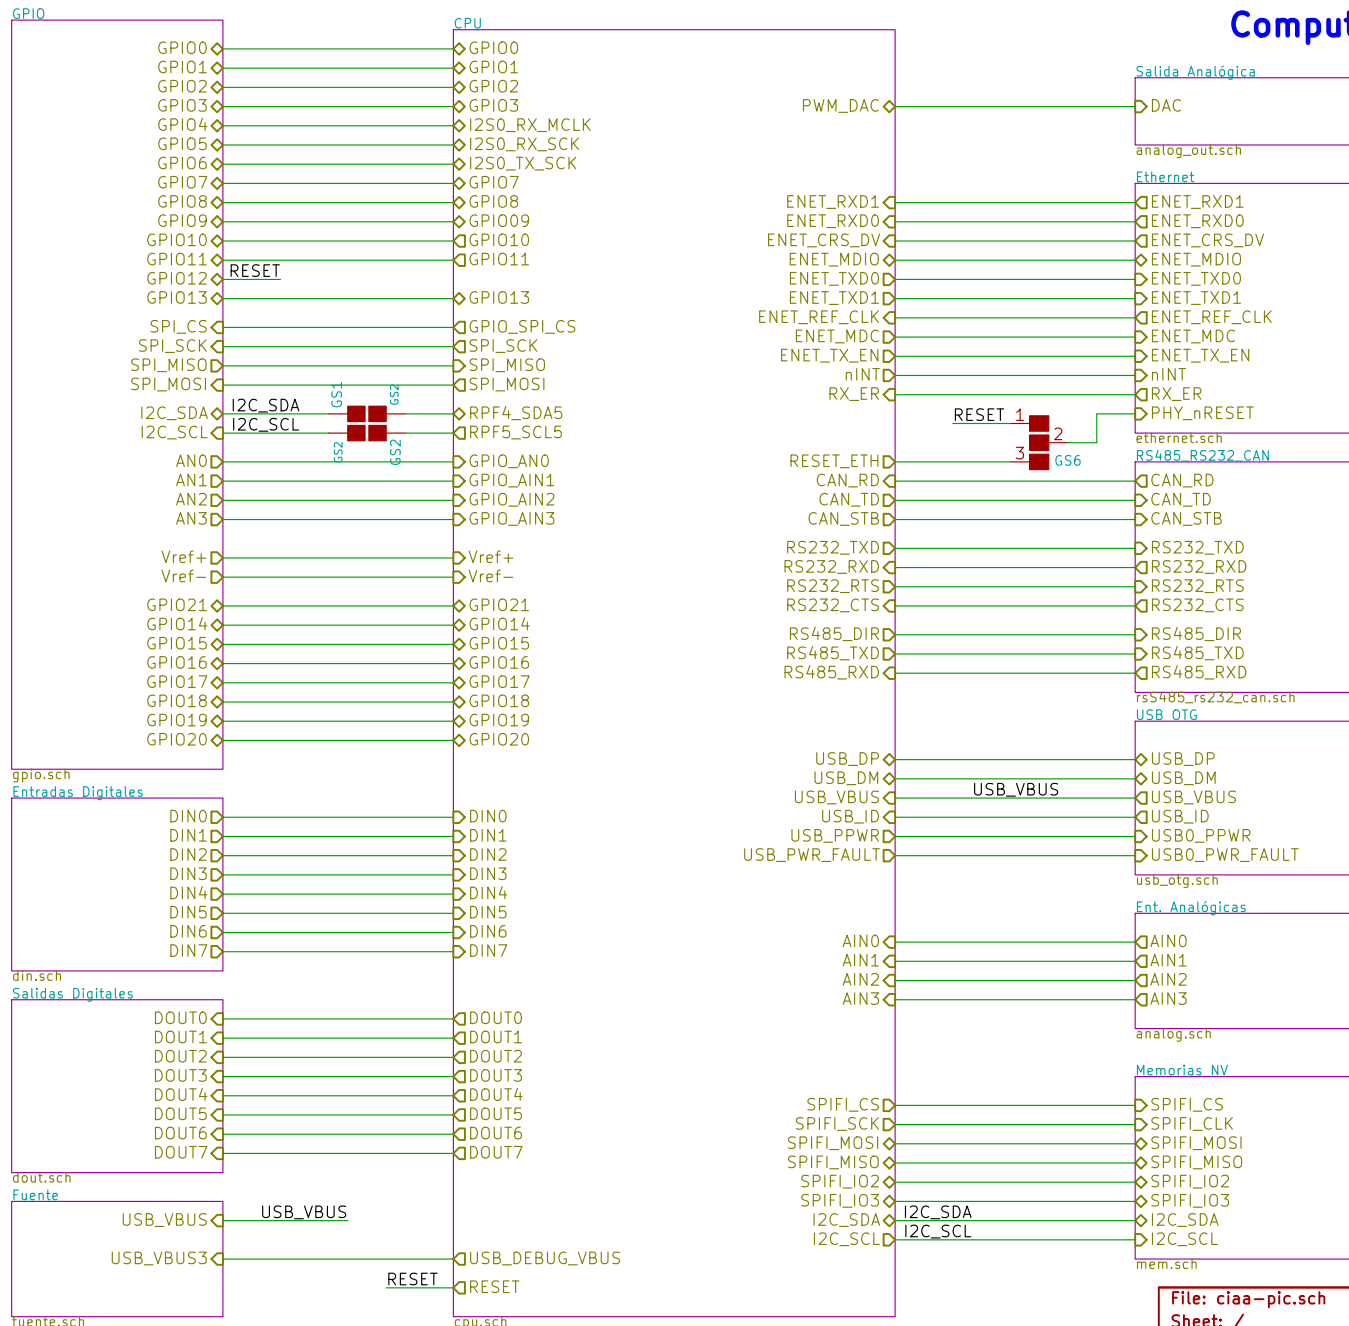 GPIO
GPIO0
GPIO1
GPIO2
GPIO3
GPIO4
GPIO5
GPIO6
GPIO7
GPIO8
GPIO9
GPIO10
GPIO11
GPIO12
RESET
GPIO13
SPI_CS
SPI_SCK
SPI_MISO
SPI_MOSI
I2C_SDA
I2C_SDA
I2C_SCL
I2C_SCL
GS1
GS2
GS2
GS2
AN0
AN1
AN2
AN3
Vref+
Vref-
GPIO21
GPIO14
GPIO15
GPIO16
GPIO17
GPIO18
GPIO19
GPIO20
gpio.sch
Entradas Digitales
DIN0
DIN1
DIN2
DIN3
DIN4
DIN5
DIN6
DIN7
din.sch
Salidas Digitales
DOUT0
DOUT1
DOUT2
DOUT3
DOUT4
DOUT5
DOUT6
DOUT7
dout.sch
Fuente
USB_VBUS
USB_VBUS
USB_VBUS3
fuente.sch
CPU
GPIO0
GPIO1
GPIO2
GPIO3
I2S0_RX_MCLK
I2S0_RX_SCK
I2S0_TX_SCK
GPIO7
GPIO8
GPIO09
GPIO10
GPIO11
GPIO13
GPIO_SPI_CS
SPI_SCK
SPI_MISO
SPI_MOSI
RPF4_SDA5
RPF5_SCL5
GPIO_AN0
GPIO_AIN1
GPIO_AIN2
GPIO_AIN3
Vref+
Vref-
GPIO21
GPIO14
GPIO15
GPIO16
GPIO17
GPIO18
GPIO19
GPIO20
DIN0
DIN1
DIN2
DIN3
DIN4
DIN5
DIN6
DIN7
DOUT0
DOUT1
DOUT2
DOUT3
DOUT4
DOUT5
DOUT6
DOUT7
USB_DEBUG_VBUS
RESET
RESET
cpu.sch
PWM_DAC
ENET_RXD1
ENET_RXD0
ENET_CRS_DV
ENET_MDIO
ENET_TXD0
ENET_TXD1
ENET_REF_CLK
ENET_MDC
ENET_TX_EN
nINT
RX_ER
RESET_ETH
CAN_RD
CAN_TD
CAN_STB
RS232_TXD
RS232_RXD
RS232_RTS
RS232_CTS
RS485_DIR
RS485_TXD
RS485_RXD
USB_DP
USB_DM
USB_VBUS
USB_ID
USB_PPWR
USB_PWR_FAULT
AIN0
AIN1
AIN2
AIN3
SPIFI_CS
SPIFI_SCK
SPIFI_MOSI
SPIFI_MISO
SPIFI_IO2
SPIFI_IO3
I2C_SDA
I2C_SCL
RESET
1
2
3
GS6
USB_VBUS
I2C_SDA
I2C_SCL
Comput
Salida Analógica
DAC
analog_out.sch
Ethernet
ENET_RXD1
ENET_RXD0
ENET_CRS_DV
ENET_MDIO
ENET_TXD0
ENET_TXD1
ENET_REF_CLK
ENET_MDC
ENET_TX_EN
nINT
RX_ER
PHY_nRESET
ethernet.sch
RS485_RS232_CAN
CAN_RD
CAN_TD
CAN_STB
RS232_TXD
RS232_RXD
RS232_RTS
RS232_CTS
RS485_DIR
RS485_TXD
RS485_RXD
rsS485_rs232_can.sch
USB OTG
USB_DP
USB_DM
USB_VBUS
USB_ID
USB0_PPWR
USB0_PWR_FAULT
usb_otg.sch
Ent. Analógicas
AIN0
AIN1
AIN2
AIN3
analog.sch
Memorias NV
SPIFI_CS
SPIFI_CLK
SPIFI_MOSI
SPIFI_MISO
SPIFI_IO2
SPIFI_IO3
I2C_SDA
I2C_SCL
mem.sch
File: ciaa-pic.sch
Sheet: /